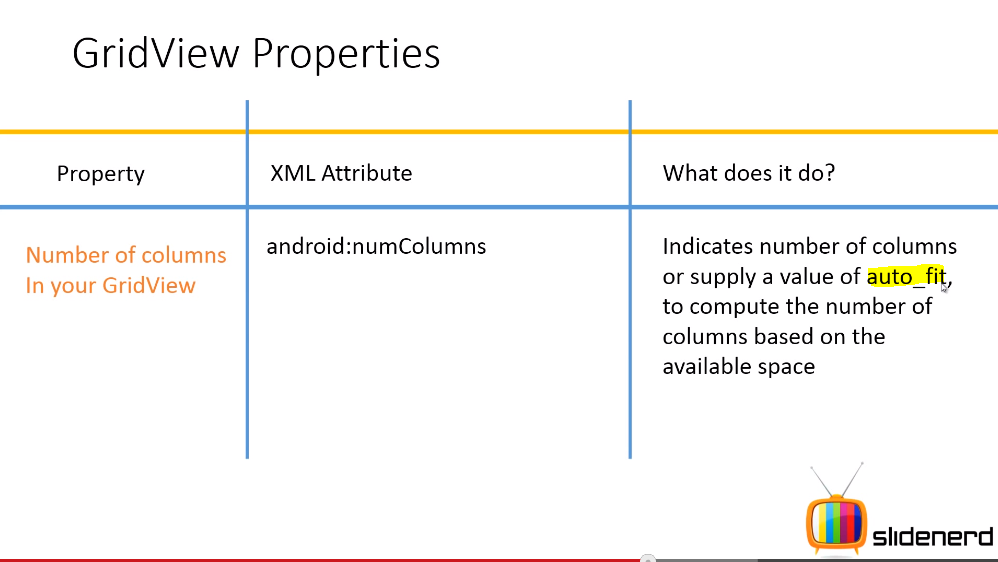 GridView Properties
Property
XML Attribute
What does it do?
Number of columns
In your GridView
android:numColumns
Indicates number of columns
or supply a value of auto_fit,
to compute the number of
columns based on the
available space
slidenerd